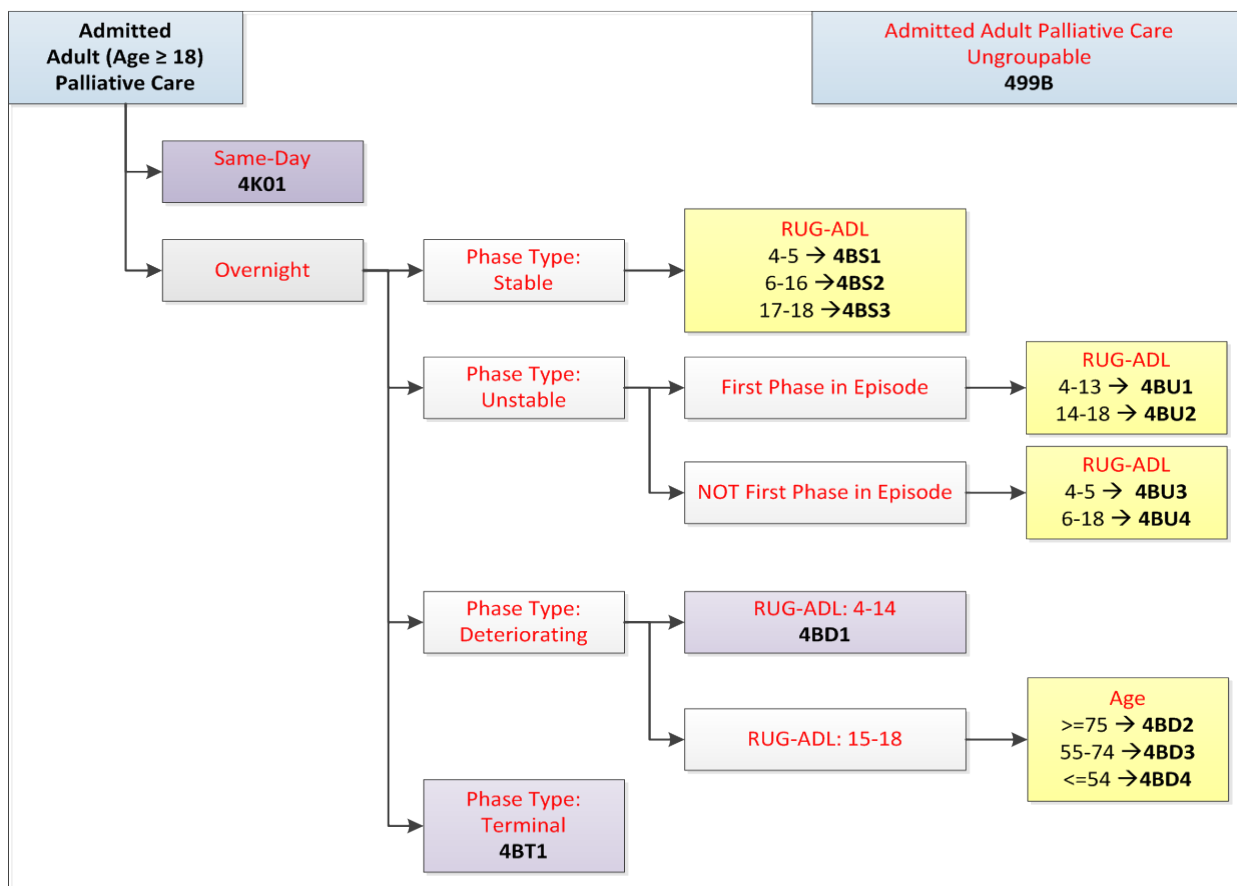 Admitted
Adult (Age ≥ 18)
Palliative Care
Admitted Adult Palliative Care
Ungroupable
499B
Same-Day
4K01
Overnight
Phase Type:
Stable
RUG-ADL
4-5 → 4BS1
6-16 →4BS2
17-18 →4BS3
Phase Type:
Unstable
First Phase in Episode
RUG-ADL
4-13 → 4BU1
14-18 → 4BU2
NOT First Phase in Episode
RUG-ADL
4-5 → 4BU3
6-18 → 4BU4
Phase Type:
Deteriorating
RUG-ADL: 4-14
4BD1
RUG-ADL: 15-18
Age
>=75 → 4BD2
55-74 →4BD3
<=54 →4BD4
Phase Type:
Terminal
4BT1